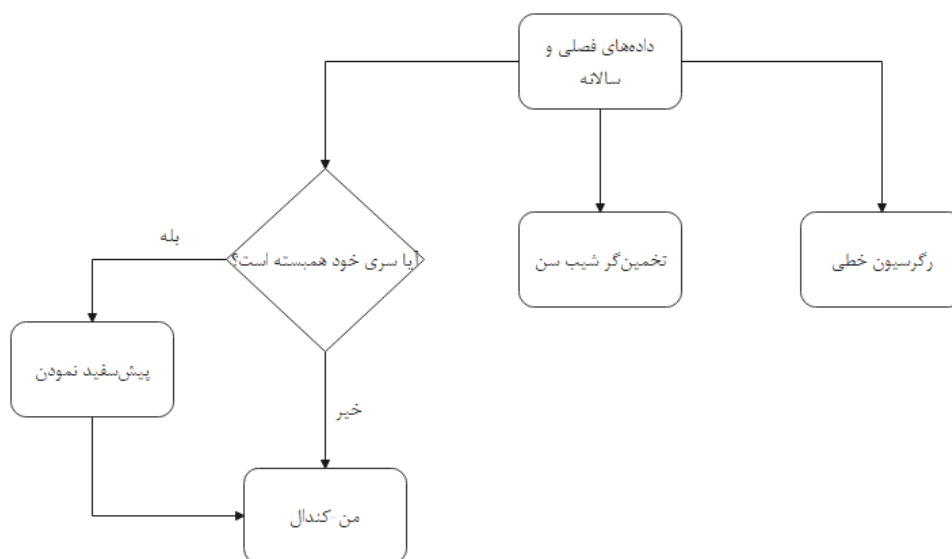 داده‌های فصلی و
سالانه
بله
آیا سری خود همبسته است؟
تخمین‌گر شیب سن
رگرسیون خطی
پیش‌سفید نمودن
خیر
من-کندال